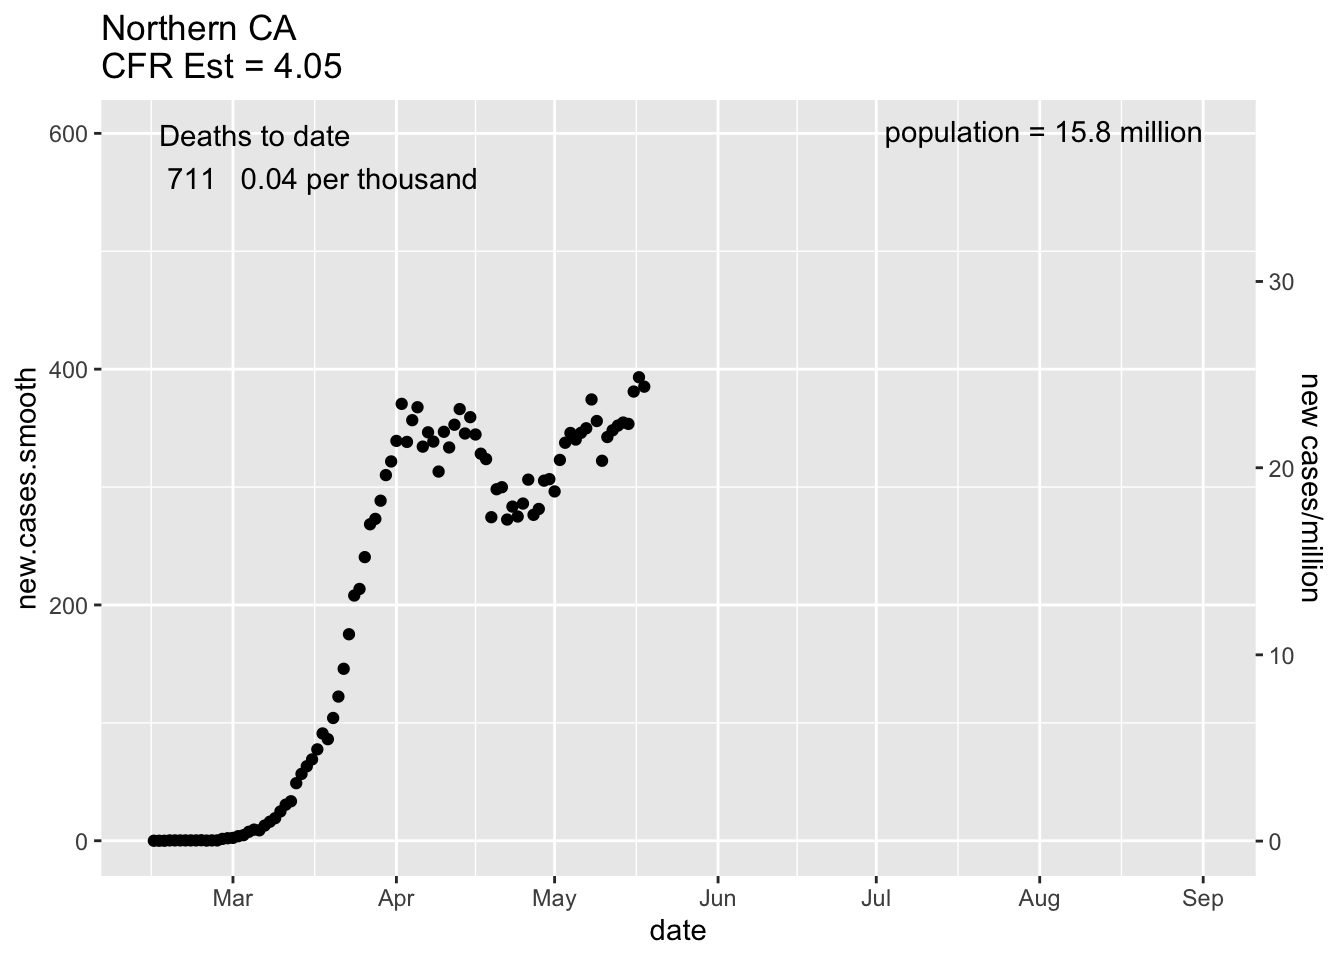 Northern CA
CFR Est = 4.05
Deaths to date
711 0.04 per thousand
population = 15.8 million
600
400
200
0
new.cases.smooth
30
20
10
0
new cases/million
Mar Apr May Jun Jul Aug Sep
date